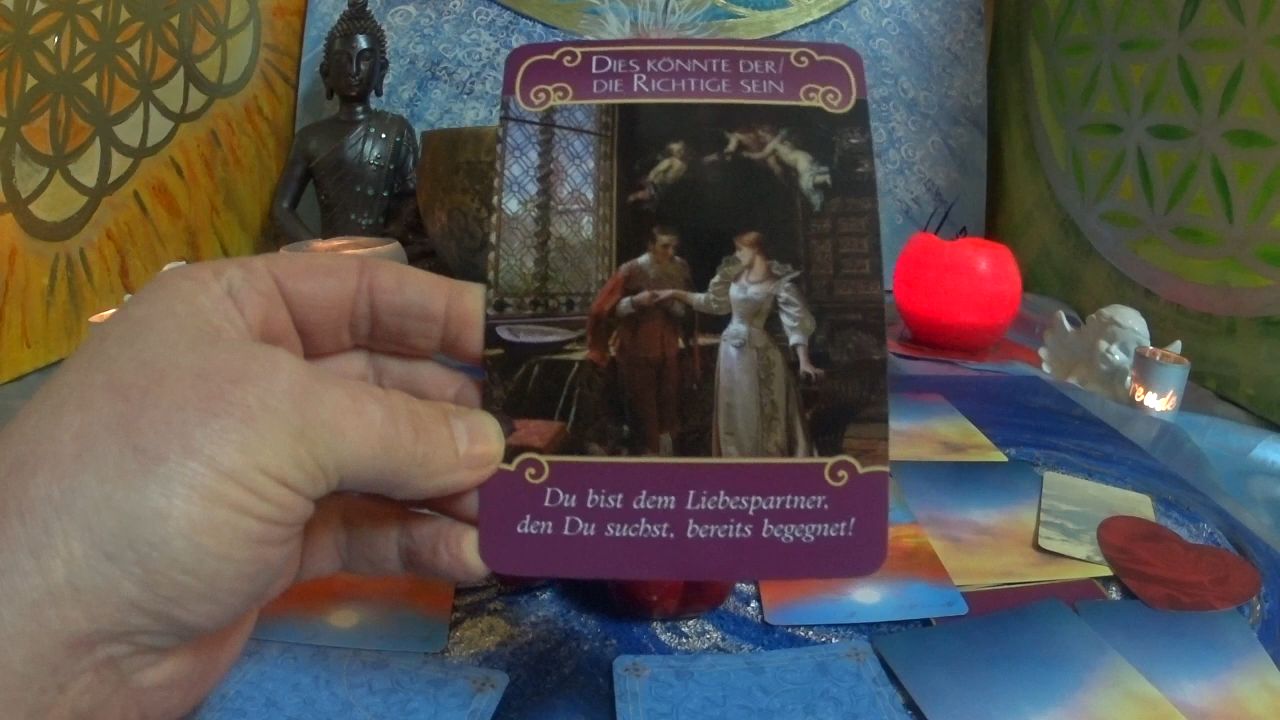 Dies könnte der/
die Richtige sein
Du bist dem Liebespartner,
den Du suchst, bereits begegnet!